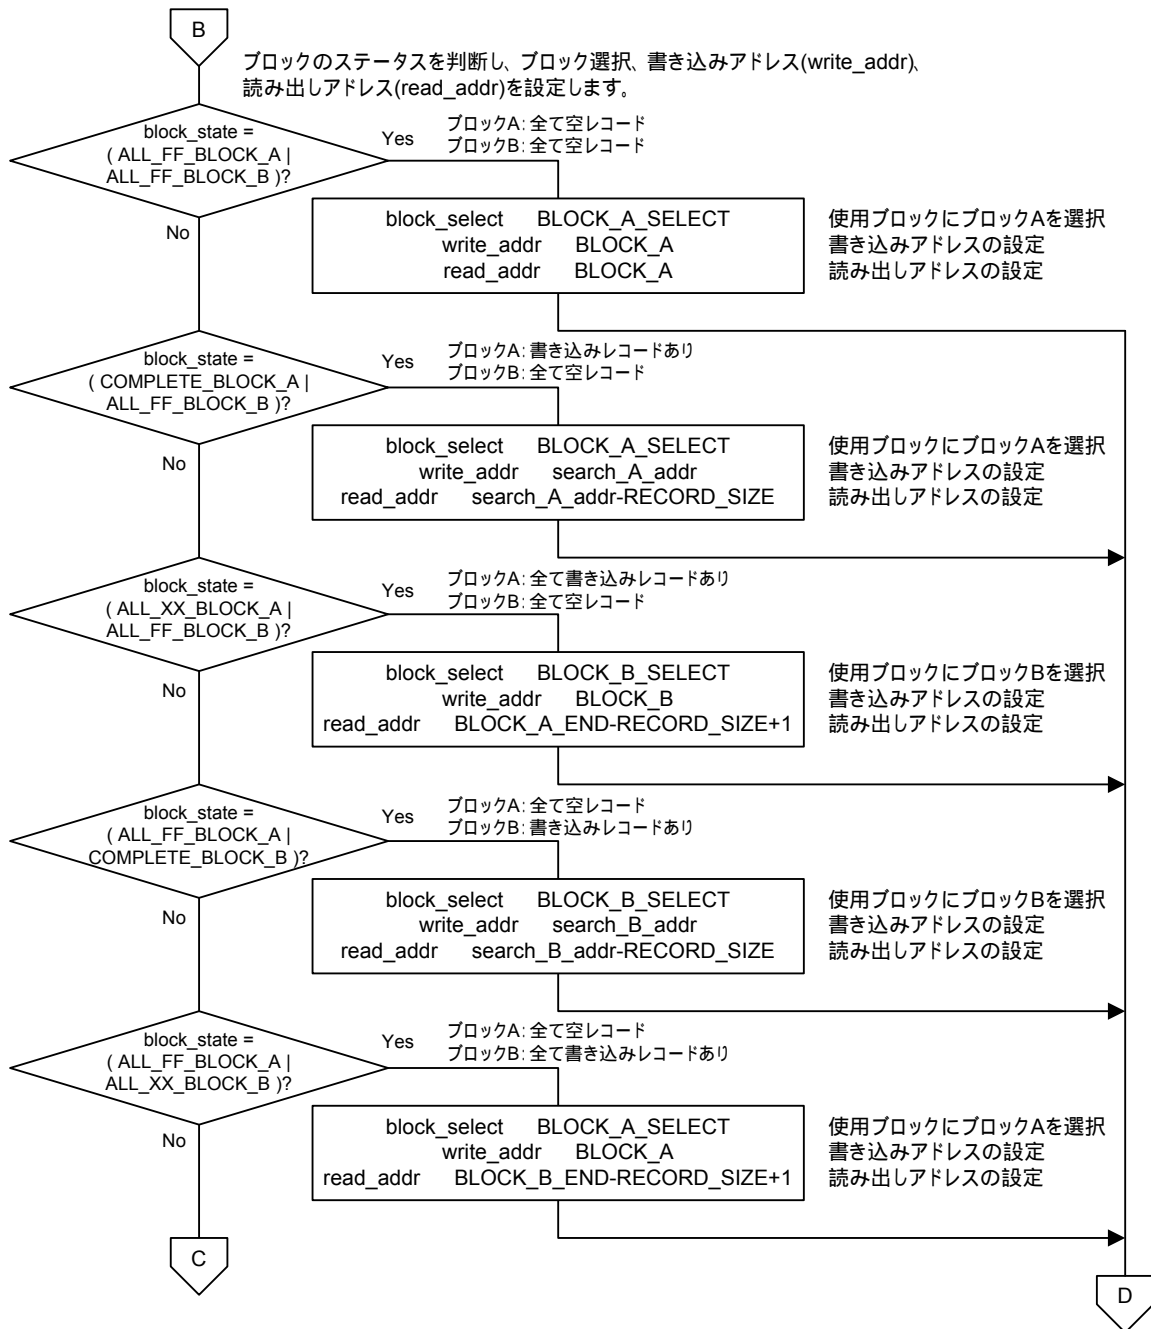 B
ブロックのステータスを判断し、ブロック選択、書き込みアドレス(write_addr)、
読み出しアドレス(read_addr)を設定します。
block_state =
( ALL_FF_BLOCK_A |
ALL_FF_BLOCK_B )?
Yes
ブロックA: 全て空レコード
ブロックB: 全て空レコード
No
block_select BLOCK_A_SELECT
write_addr BLOCK_A
read_addr BLOCK_A
使用ブロックにブロックAを選択
書き込みアドレスの設定
読み出しアドレスの設定
block_state =
( COMPLETE_BLOCK_A |
ALL_FF_BLOCK_B )?
Yes
ブロックA: 書き込みレコードあり
ブロックB: 全て空レコード
No
block_select BLOCK_A_SELECT
write_addr search_A_addr
read_addr search_A_addr-RECORD_SIZE
使用ブロックにブロックAを選択
書き込みアドレスの設定
読み出しアドレスの設定
block_state =
( ALL_XX_BLOCK_A |
ALL_FF_BLOCK_B )?
Yes
ブロックA: 全て書き込みレコードあり
ブロックB: 全て空レコード
No
block_select BLOCK_B_SELECT
write_addr BLOCK_B
read_addr BLOCK_A_END-RECORD_SIZE+1
使用ブロックにブロックBを選択
書き込みアドレスの設定
読み出しアドレスの設定
block_state =
( ALL_FF_BLOCK_A |
COMPLETE_BLOCK_B )?
Yes
ブロックA: 全て空レコード
ブロックB: 書き込みレコードあり
No
block_select BLOCK_B_SELECT
write_addr search_B_addr
read_addr search_B_addr-RECORD_SIZE
使用ブロックにブロックBを選択
書き込みアドレスの設定
読み出しアドレスの設定
block_state =
( ALL_FF_BLOCK_A |
ALL_XX_BLOCK_B )?
Yes
ブロックA: 全て空レコード
ブロックB: 全て書き込みレコードあり
No
block_select BLOCK_A_SELECT
write_addr BLOCK_A
read_addr BLOCK_B_END-RECORD_SIZE+1
使用ブロックにブロックAを選択
書き込みアドレスの設定
読み出しアドレスの設定
C
D